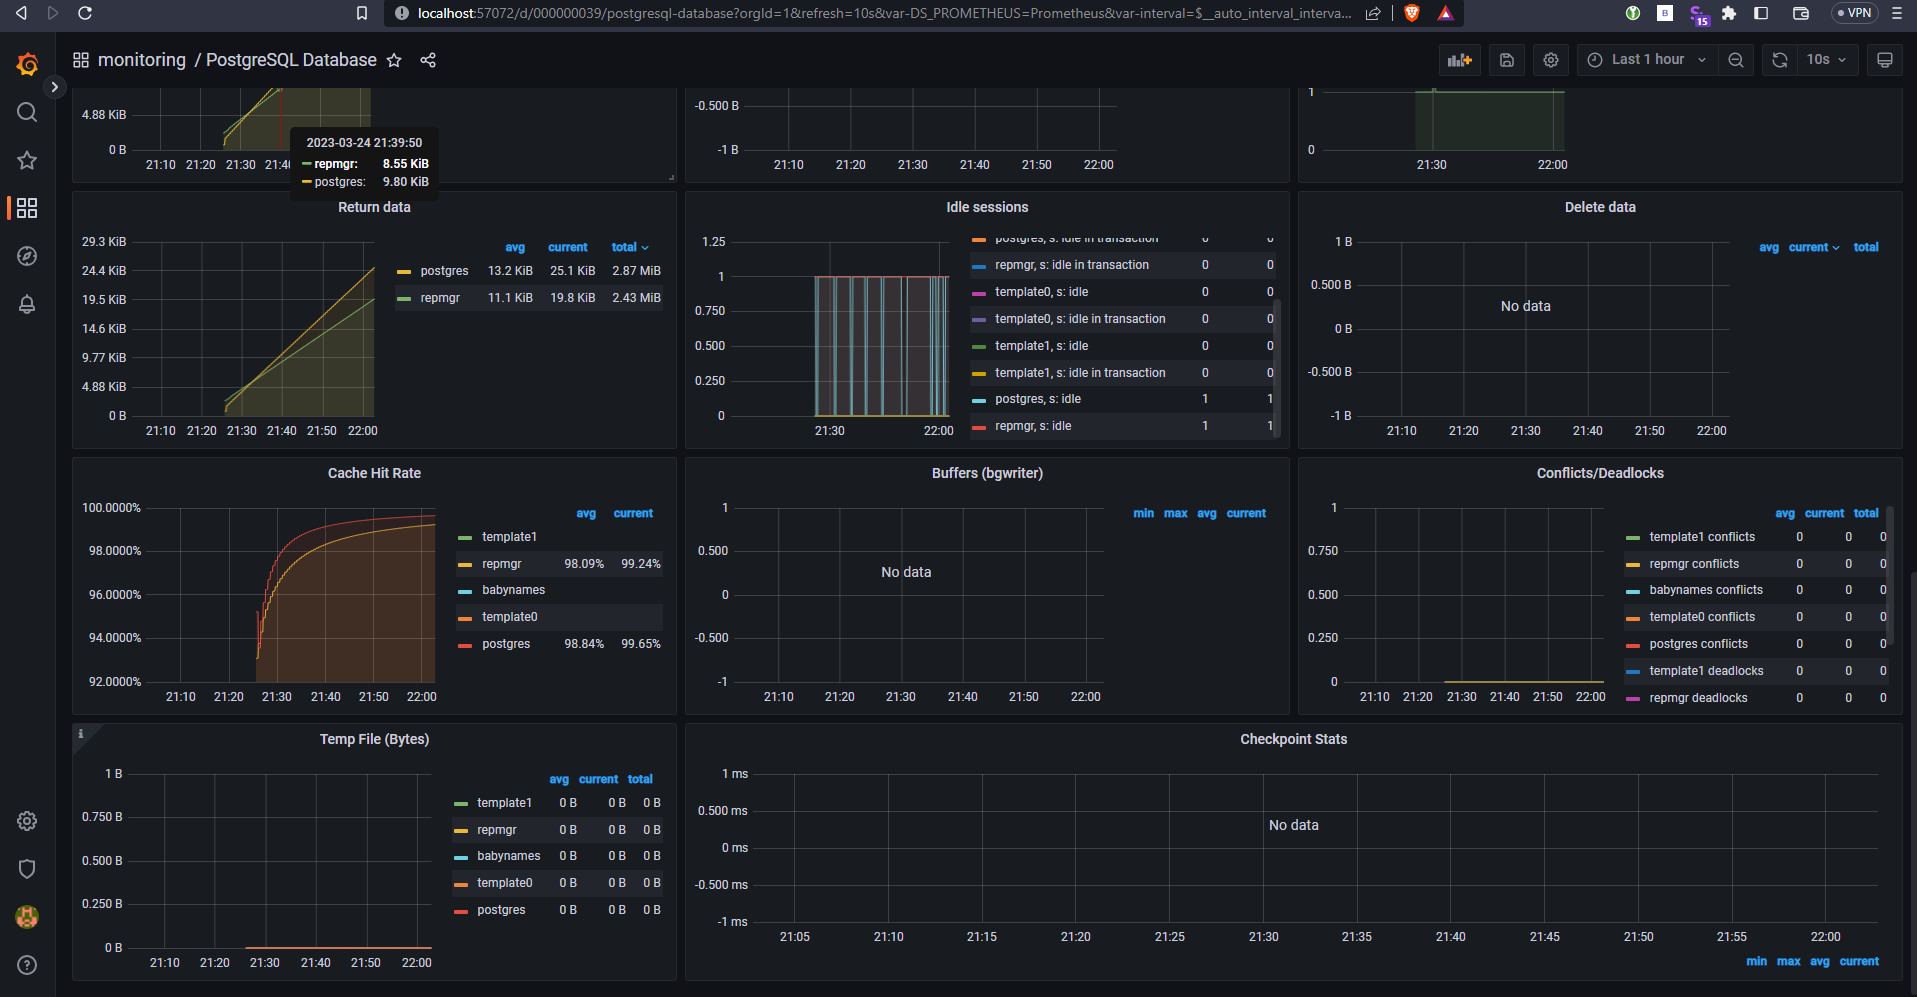 localhost:57072/d/000000039/postgresql-database?orgId=1&refresh=10s&var-DS_PROMETHEUS=Prometheus&var-interval=$__auto_interval_interva...
B
15
VPN
monitoring / PostgreSQL Database
Last 1 hour
10s
4.88 KiB
0 B
21:10 21:20 21:30 21:40
2023-03-24 21:39:50
repmgr: 8.55 KiB
postgres: 9.80 KiB
-0.500 B
-1 B
21:10 21:20 21:30 21:40 21:50 22:00
1
0
21:30 22:00
Return data
29.3 KiB
24.4 KiB
19.5 KiB
14.6 KiB
9.77 KiB
4.88 KiB
0 B
21:10 21:20 21:30 21:40 21:50 22:00
avg current total
postgres 13.2 KiB 25.1 KiB 2.87 MiB
repmgr 11.1 KiB 19.8 KiB 2.43 MiB
Idle sessions
1.25
1
0.750
0.500
0.250
0
21:30 22:00
postgres, s: idle in transaction 0 0
repmgr, s: idle in transaction 0 0
template0, s: idle 0 0
template0, s: idle in transaction 0 0
template1, s: idle 0 0
template1, s: idle in transaction 0 0
postgres, s: idle 1 1
repmgr, s: idle 1 1
Delete data
1 B
0.500 B
0 B
-0.500 B
-1 B
No data
21:10 21:20 21:30 21:40 21:50 22:00
avg current total
Cache Hit Rate
100.0000%
98.0000%
96.0000%
94.0000%
92.0000%
21:10 21:20 21:30 21:40 21:50 22:00
avg current
template1
repmgr 98.09% 99.24%
babynames
template0
postgres 98.84% 99.65%
Buffers (bgwriter)
1
0.500
0
-0.500
-1
No data
21:10 21:20 21:30 21:40 21:50 22:00
min max avg current
Conflicts/Deadlocks
1
0.750
0.500
0.250
0
21:10 21:20 21:30 21:40 21:50 22:00
avg current total
template1 conflicts 0 0 0
repmgr conflicts 0 0 0
babynames conflicts 0 0 0
template0 conflicts 0 0 0
postgres conflicts 0 0 0
template1 deadlocks 0 0 0
repmgr deadlocks 0 0 0
Temp File (Bytes)
1 B
0.750 B
0.500 B
0.250 B
0 B
21:10 21:20 21:30 21:40 21:50 22:00
avg current total
template1 0 B 0 B 0 B
repmgr 0 B 0 B 0 B
babynames 0 B 0 B 0 B
template0 0 B 0 B 0 B
postgres 0 B 0 B 0 B
Checkpoint Stats
1 ms
0.500 ms
0 ms
-0.500 ms
-1 ms
No data
21:05 21:10 21:15 21:20 21:25 21:30 21:35 21:40 21:45 21:50 21:55 22:00
min max avg current